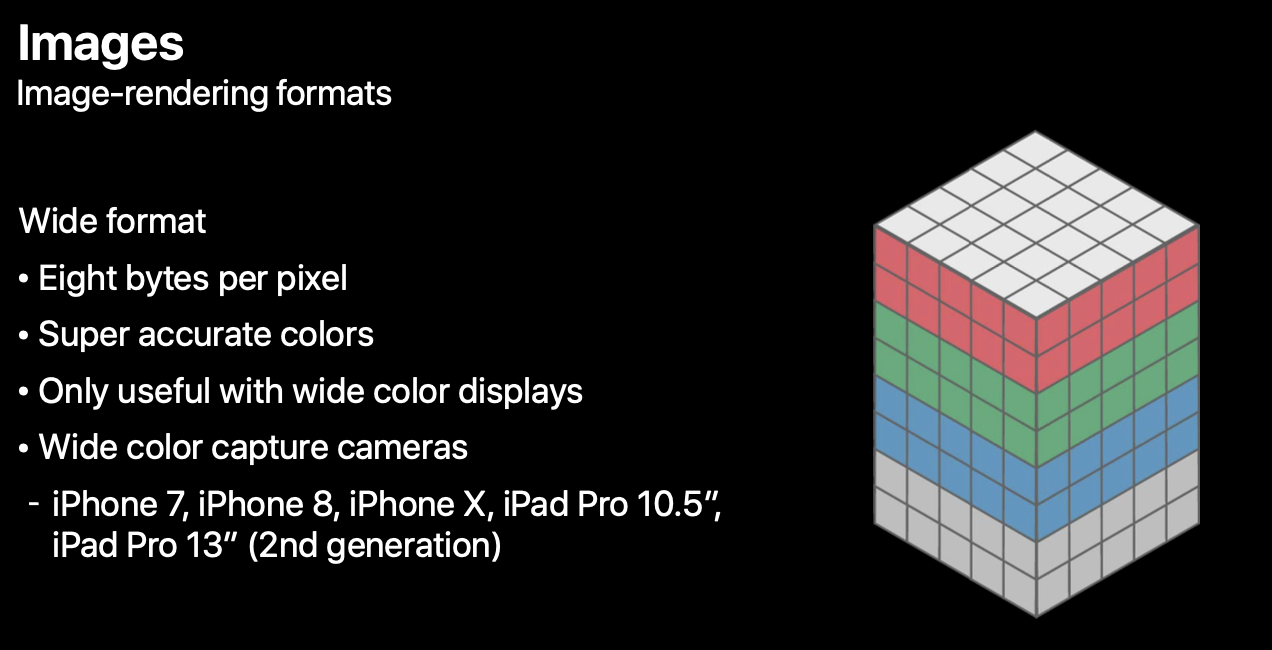 Images
Image-rendering formats
Wide format
• Eight bytes per pixel
• Super accurate colors
• Only useful with wide color displays
• Wide color capture cameras
- iPhone 7, iPhone 8, iPhone X, iPad Pro 10.5”,
iPad Pro 13” (2nd generation)